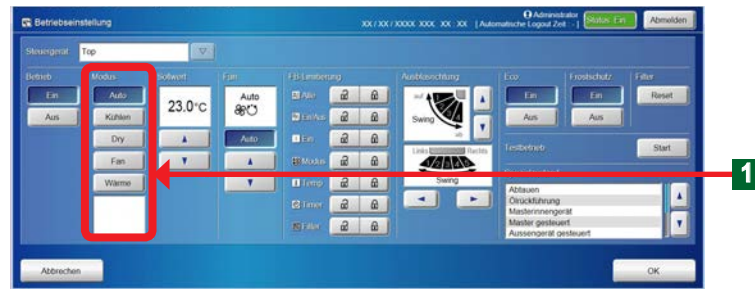 Betriebseinstellung
XX / XX / XXXX XXX XX : XX [ Automatische Logout Zeit : - ]
Administrator
Status: Ein
Abmelden
Steuergerät Top
Betrieb
Ein
Aus
Modus
Auto
Kühlen
Dry
Fan
Wärme
Sollwert
23.0°C
Fan
Auto
Auto
FB-Limitierung
Alle
Ein/Aus
Ein
Modus
Temp
Timer
Filter
Ausblasrichtung
auf
Swing
ab
Links Rechts
Swing
Eco
Ein
Aus
Frostschutz
Ein
Aus
Filter
Reset
Testbetrieb
Start
Abtauen
Ölrückführung
Masterinnengerät
Master gesteuert
Aussengerät gesteuert
Abbrechen
OK
1